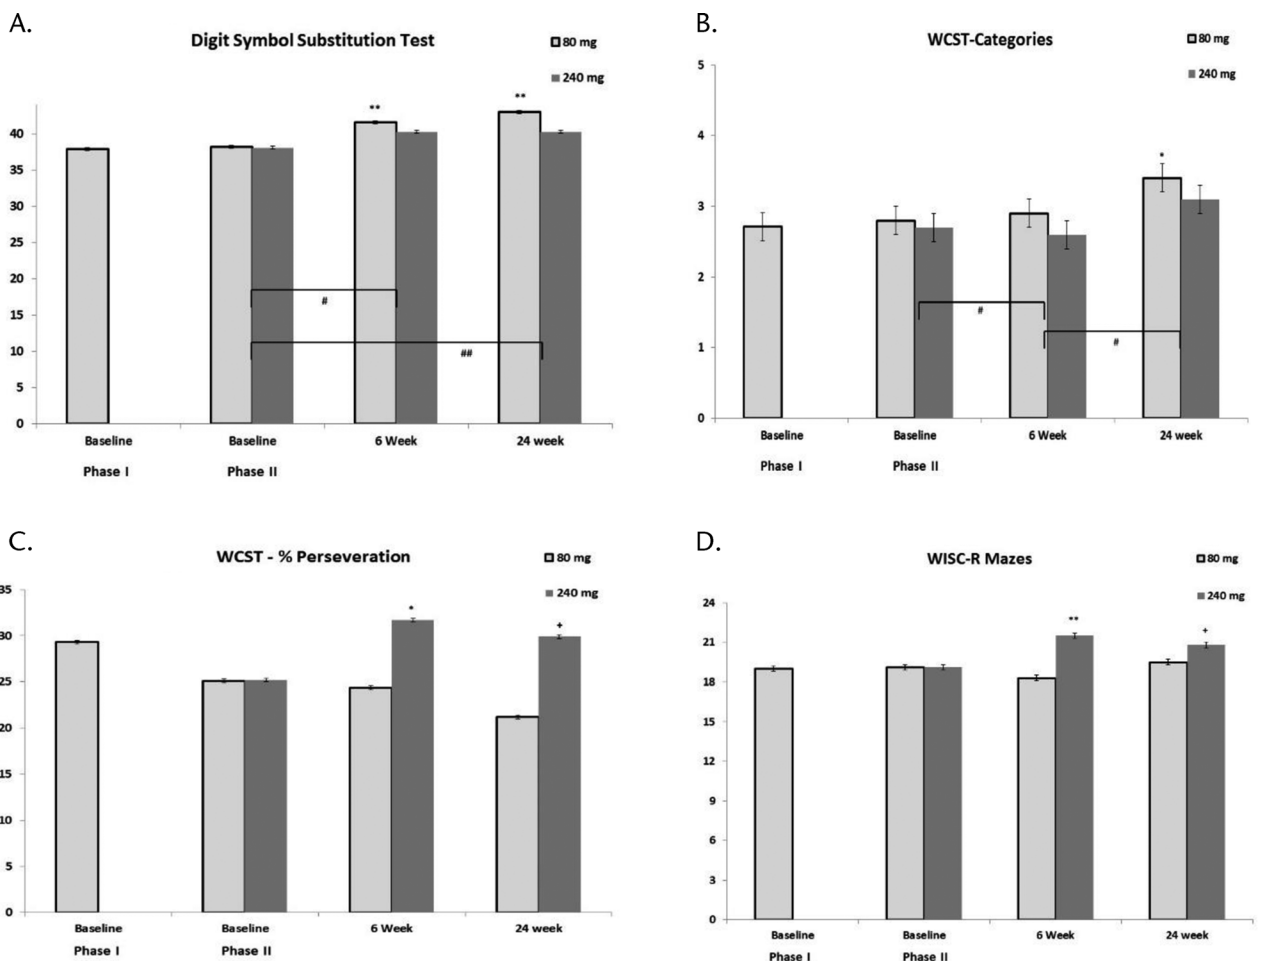 A.
Digit Symbol Substitution Test
80 mg
240 mg
**
**
40
35
30
25
20
15
10
5
0
#
##
Baseline
Baseline
6 Week
24 week
Phase I
Phase II
B.
WCST-Categories
80 mg
240 mg
5
4
3
2
1
0
*
#
#
Baseline
Baseline
6 Week
24 week
Phase I
Phase II
C.
WCST - % Perseveration
80 mg
240 mg
35
30
25
20
15
10
5
0
*
+
Baseline
Baseline
6 Week
24 week
Phase I
Phase II
D.
WISC-R Mazes
80 mg
240 mg
24
21
18
15
12
9
6
3
0
**
+
Baseline
Baseline
6 Week
24 week
Phase I
Phase II